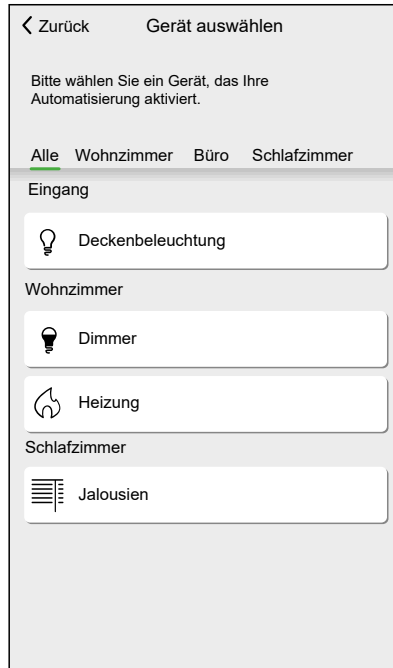 Zurück Gerät auswählen
Bitte wählen Sie ein Gerät, das Ihre
Automatisierung aktiviert.
Alle Wohnzimmer Büro Schlafzimmer
Eingang
Deckenbeleuchtung
Wohnzimmer
Dimmer
Heizung
Schlafzimmer
Jalousien